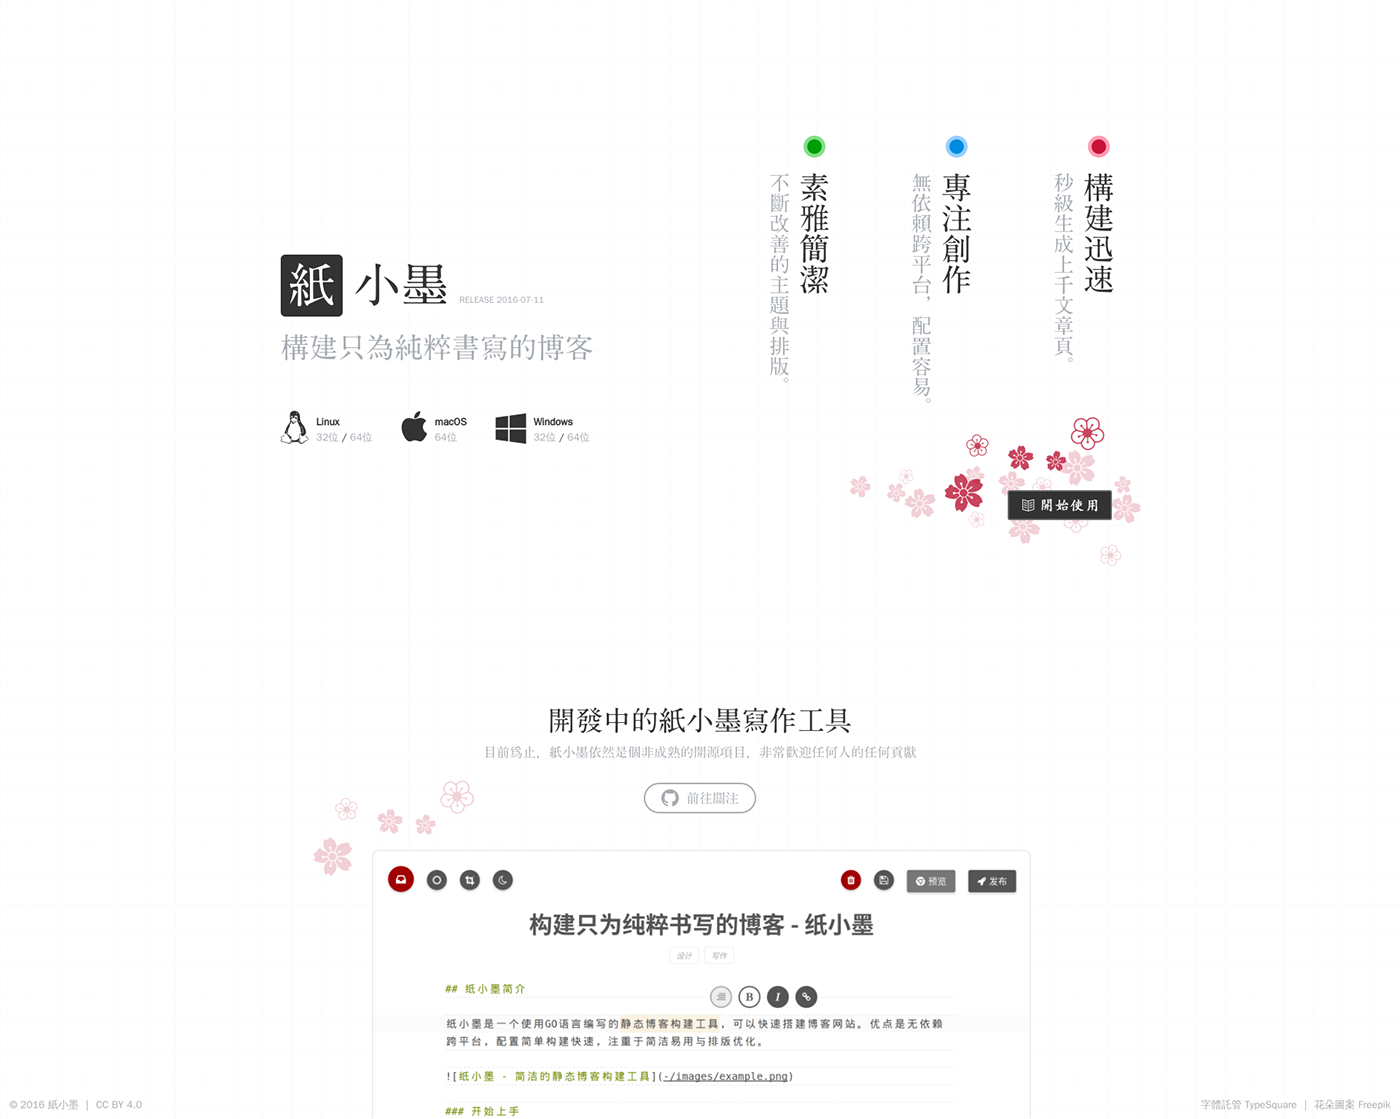 紙 小墨 RELEASE 2016-07-11
構建只為純粹書寫的博客
Linux
32位 / 64位
macOS
64位
Windows
32位 / 64位
構建迅速
秒級生成上千文章頁。
專注創作
無依賴跨平台，配置容易。
素雅簡潔
不斷改善的主題與排版。
開始使用
開發中的紙小墨寫作工具
目前爲止，紙小墨依然是個非成熟的開源項目，非常歡迎任何人的任何貢獻
前往關注
预览
发布
构建只为纯粹书写的博客 - 纸小墨
设计 写作
## 纸小墨简介
B I
纸小墨是一个使用GO语言编写的静态博客构建工具，可以快速搭建博客网站。优点是无依赖
跨平台，配置简单构建快速，注重于简洁易用与排版优化。
![纸小墨 - 简洁的静态博客构建工具](-/images/example.png)
### 开始上手
© 2016 紙小墨 | CC BY 4.0
字體託管 TypeSquare | 花朵圖案 Freepik